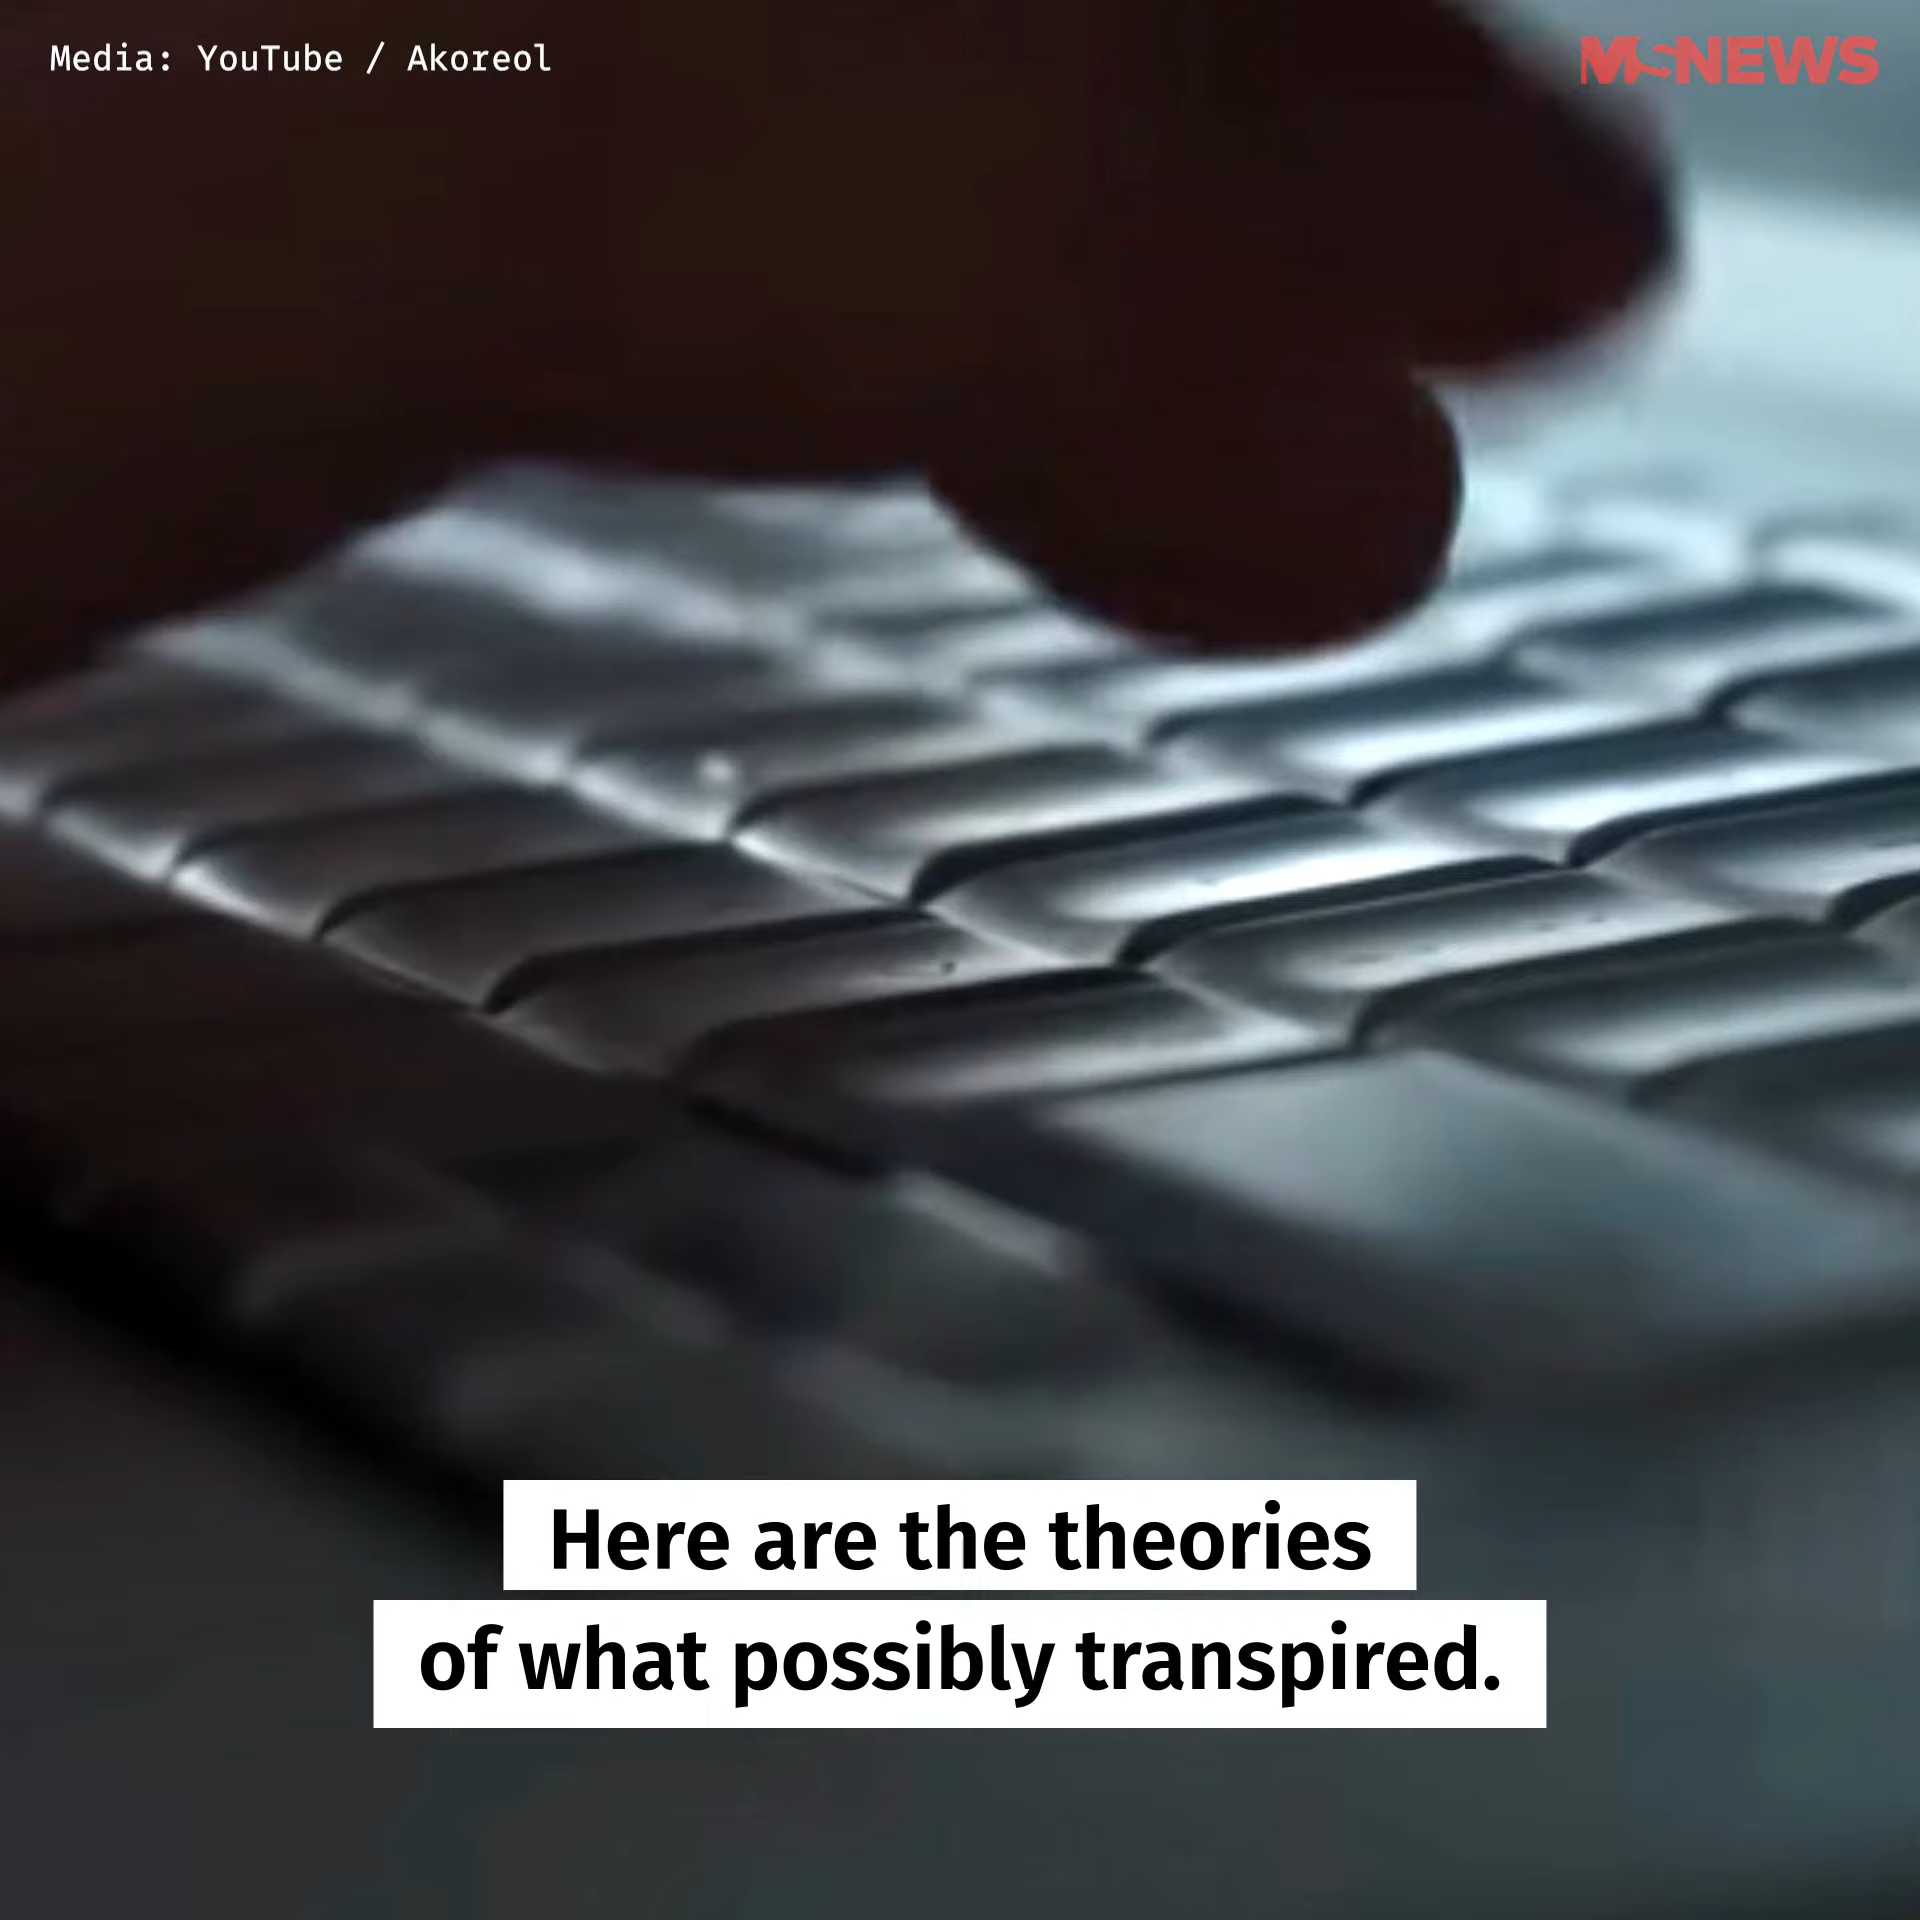 Media: YouTube / Akoreol
MS NEWS
Here are the theories
of what possibly transpired.